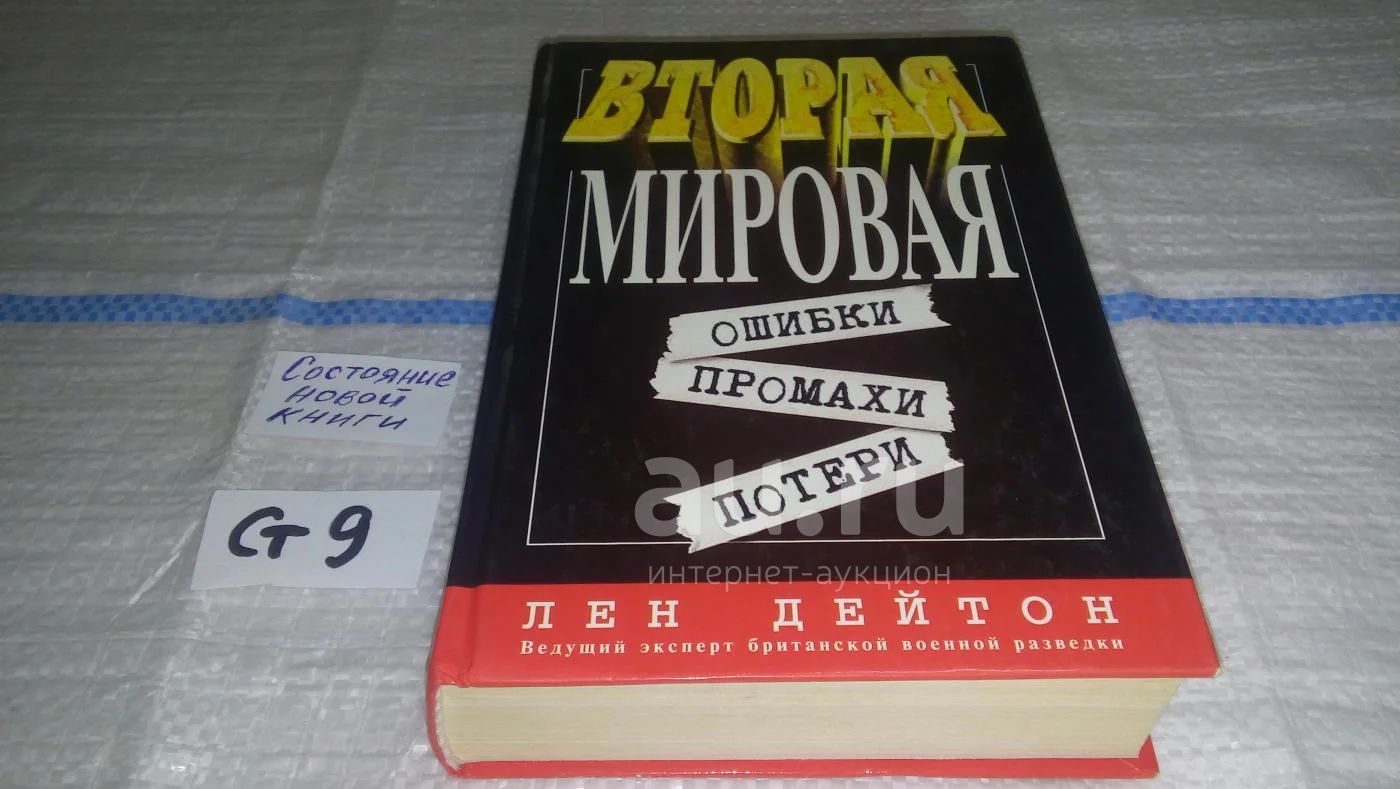 ВТОРАЯ
МИРОВАЯ
ОШИБКИ
ПРОМАХИ
ПОТЕРИ
Состояние
новой
книги
Ст 9
au.ru
интернет-аукцион
ЛЕН ДЕЙТОН
Ведущий эксперт британской военной разведки